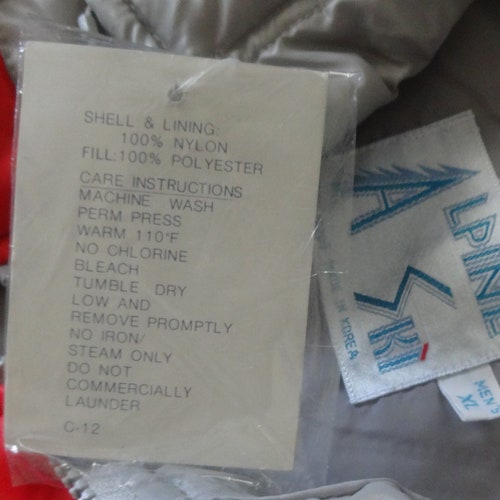 SHELL & LINING:
100% NYLON
FILL:100% POLYESTER
CARE INSTRUCTIONS
MACHINE WASH
PERM PRESS
WARM 110°F
NO CHLORINE
BLEACH
TUMBLE DRY
LOW AND
REMOVE PROMPTLY
NO IRON/
STEAM ONLY
DO NOT
COMMERCIALLY
LAUNDER
C-12
ALPINE
SKi
IN KOREA
MEN'S
XL